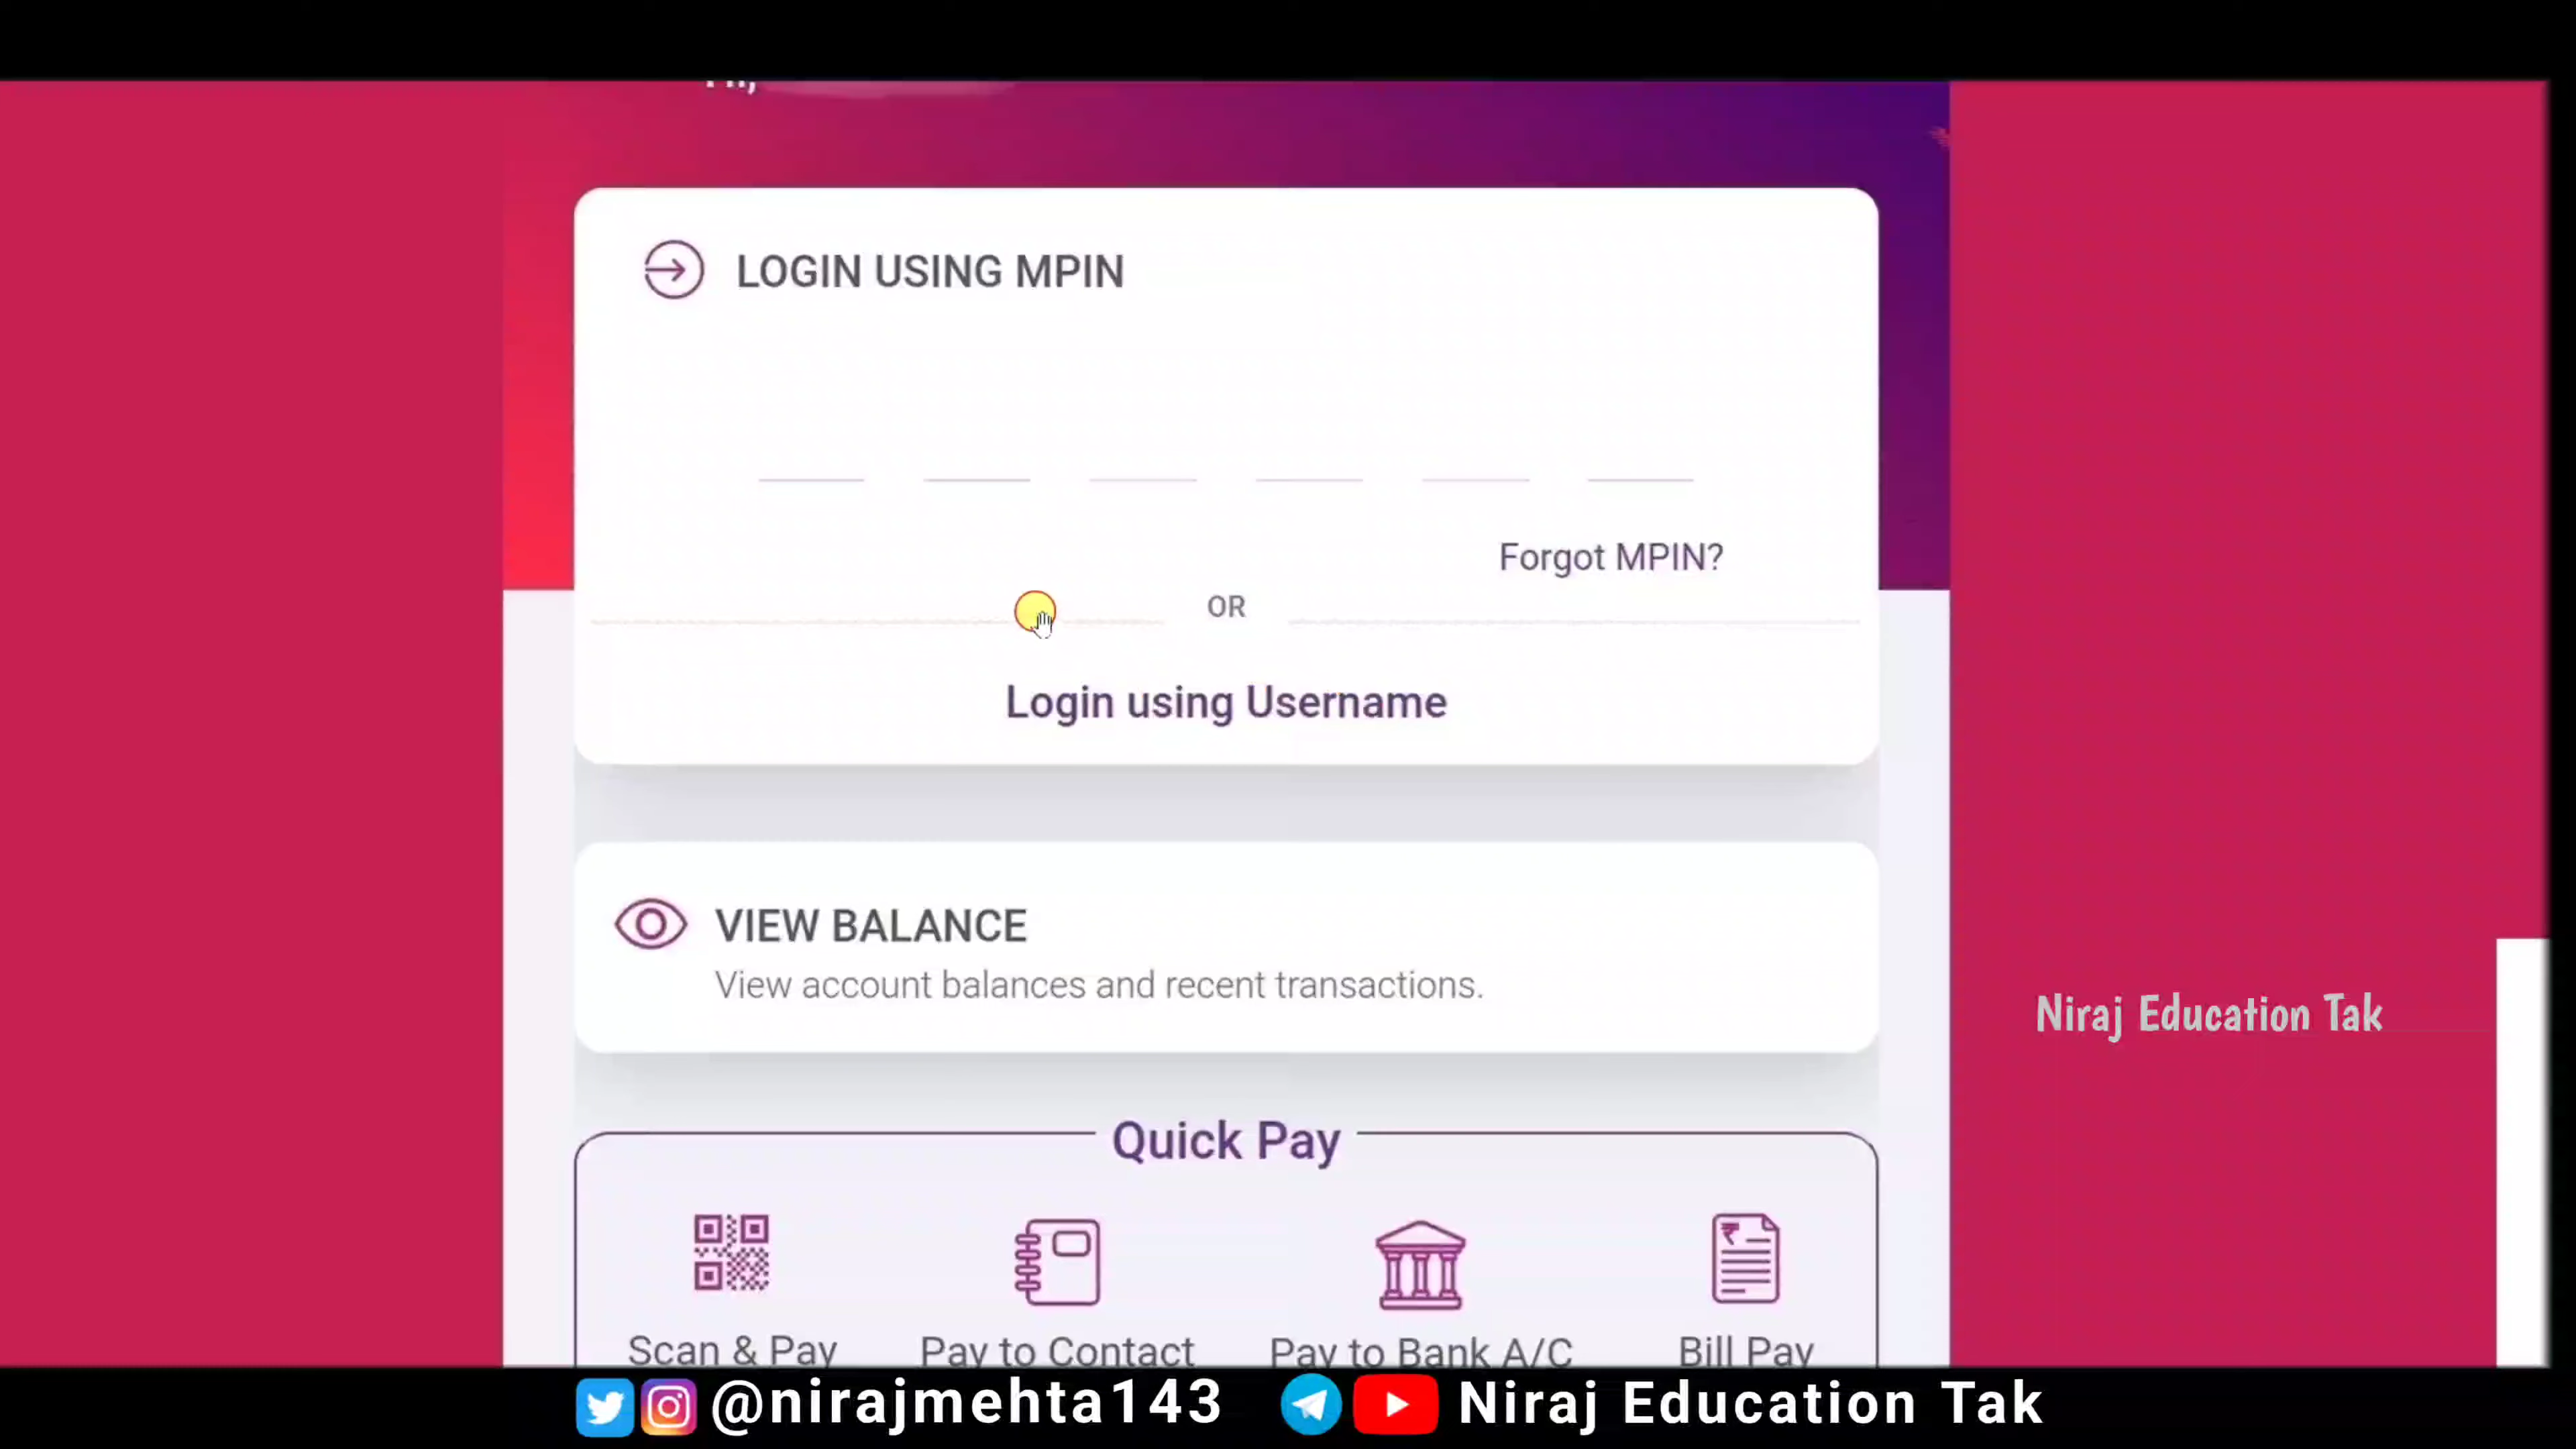 LOGIN USING MPIN
Forgot MPIN?
OR
Login using Username
VIEW BALANCE
View account balances and recent transactions.
Niraj Education Tak
Quick Pay
Scan & Pay Pay to Contact Pay to Bank A/C Bill Pay
@nirajmehta143 Niraj Education Tak